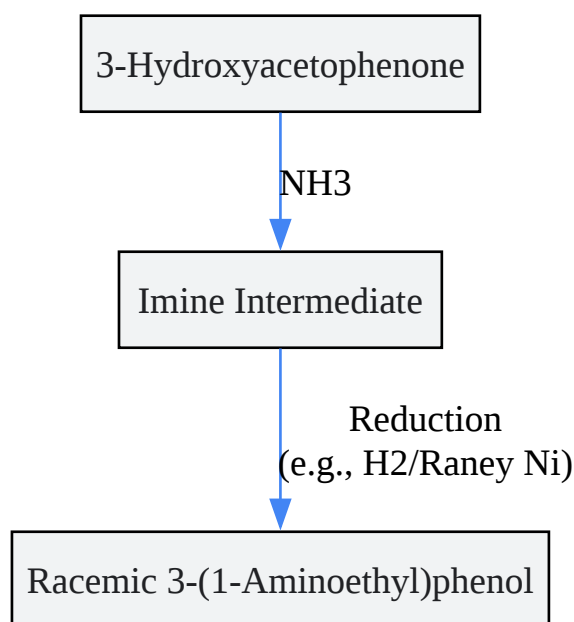 3-Hydroxyacetophenone
NH3
Imine Intermediate
Reduction
(e.g., H2/Raney Ni)
Racemic 3-(1-Aminoethyl)phenol